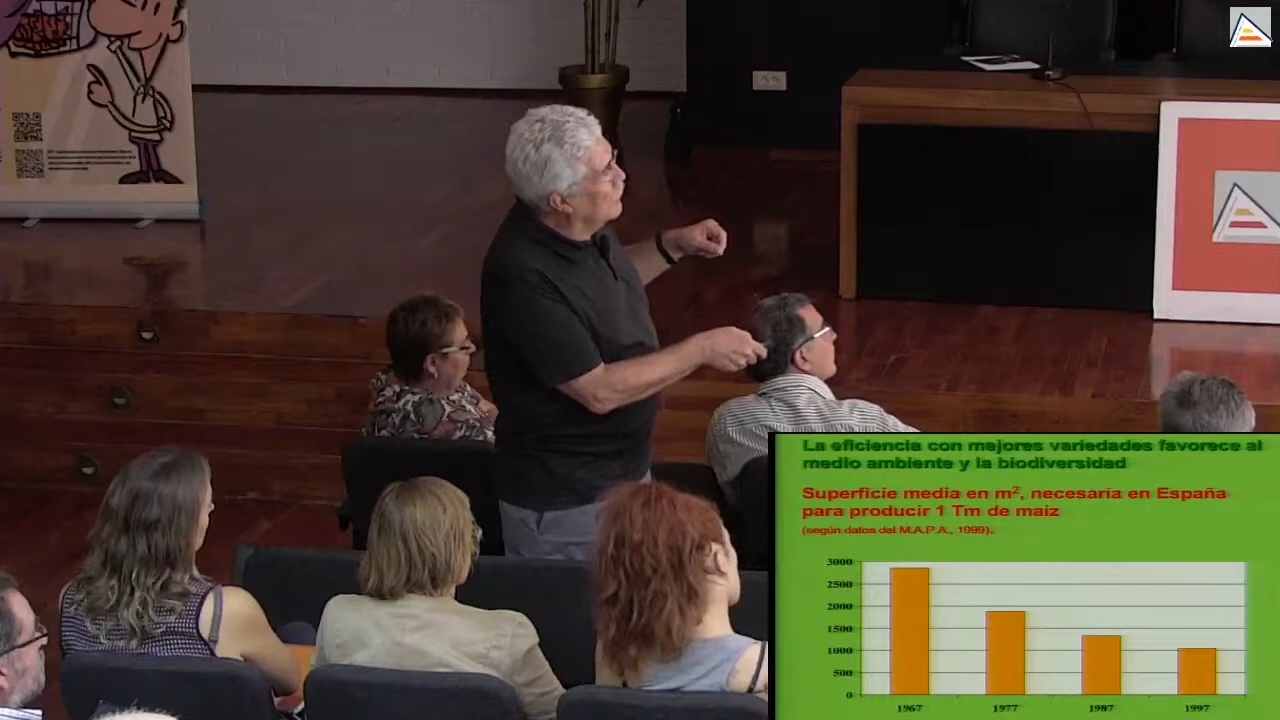 La eficiencia con mejores variedades favorece al
medio ambiente y la biodiversidad
Superficie media en m², necesaria en España
para producir 1 Tm de maiz
(según datos del M.A.P.A., 1999).
3000
2500
2000
1500
1000
500
0
1967
1977
1987
1997